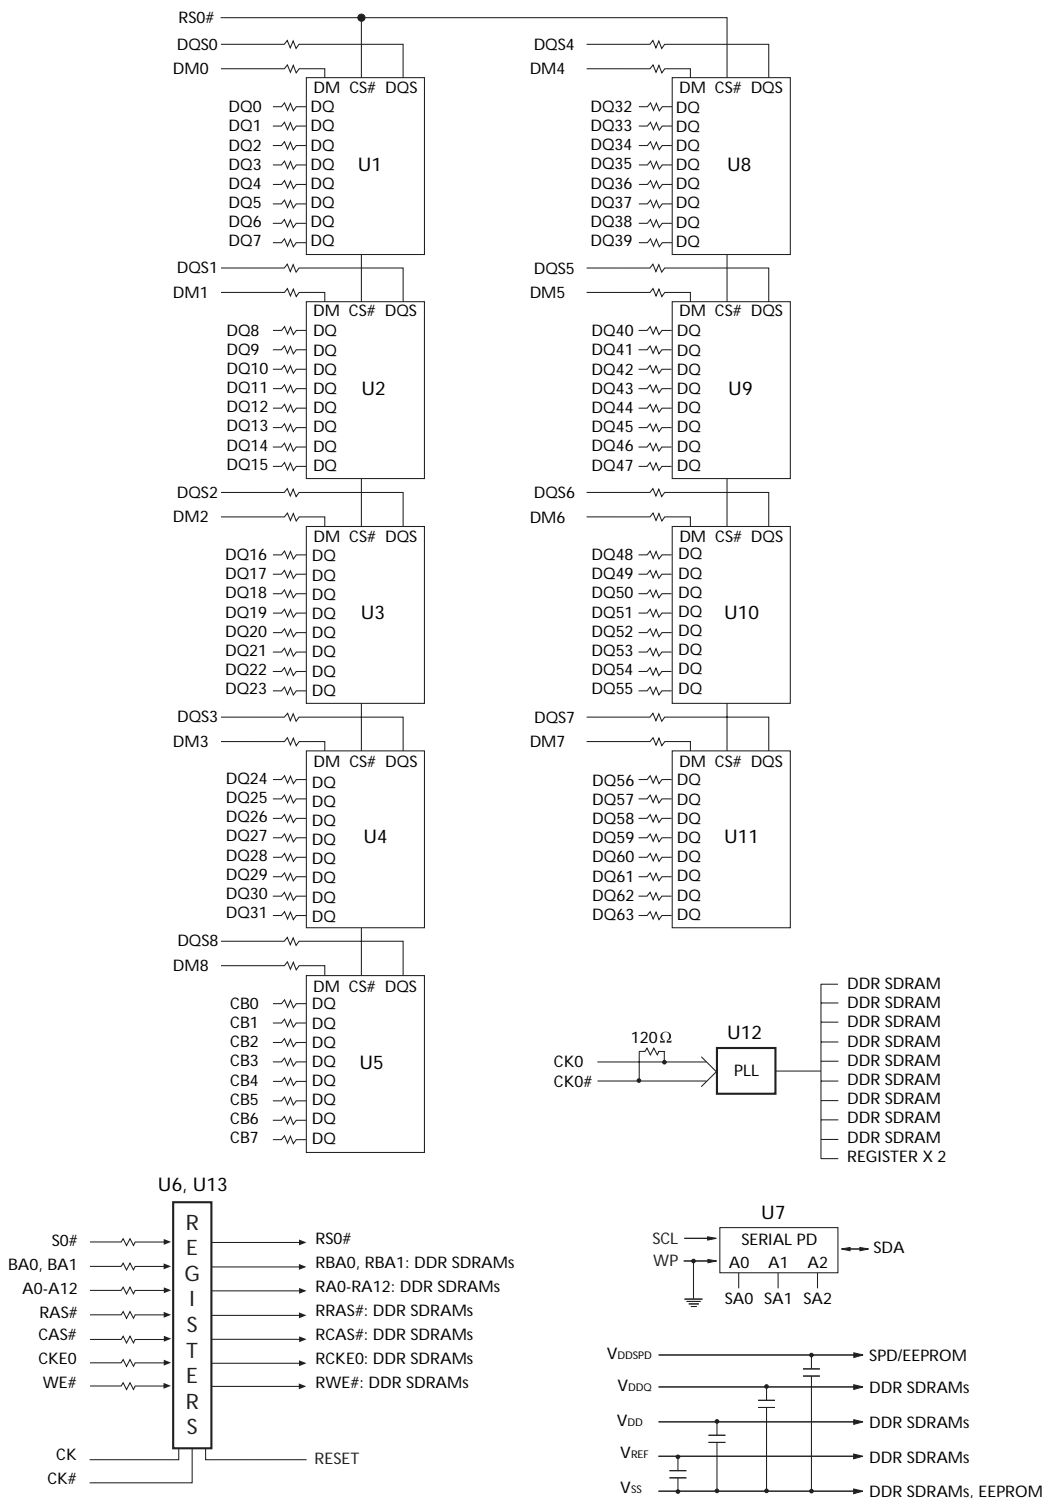 RS0#
DQS0
DM0
DM CS# DQS
DQ0 DQ
DQ1 DQ
DQ2 DQ
DQ3 DQ
DQ4 DQ
DQ5 DQ
DQ6 DQ
DQ7 DQ
U1
DQS1
DM1
DM CS# DQS
DQ8 DQ
DQ9 DQ
DQ10 DQ
DQ11 DQ
DQ12 DQ
DQ13 DQ
DQ14 DQ
DQ15 DQ
U2
DQS2
DM2
DM CS# DQS
DQ16 DQ
DQ17 DQ
DQ18 DQ
DQ19 DQ
DQ20 DQ
DQ21 DQ
DQ22 DQ
DQ23 DQ
U3
DQS3
DM3
DM CS# DQS
DQ24 DQ
DQ25 DQ
DQ26 DQ
DQ27 DQ
DQ28 DQ
DQ29 DQ
DQ30 DQ
DQ31 DQ
U4
DQS8
DM8
DM CS# DQS
CB0 DQ
CB1 DQ
CB2 DQ
CB3 DQ
CB4 DQ
CB5 DQ
CB6 DQ
CB7 DQ
U5
DQS4
DM4
DM CS# DQS
DQ32 DQ
DQ33 DQ
DQ34 DQ
DQ35 DQ
DQ36 DQ
DQ37 DQ
DQ38 DQ
DQ39 DQ
U8
DQS5
DM5
DM CS# DQS
DQ40 DQ
DQ41 DQ
DQ42 DQ
DQ43 DQ
DQ44 DQ
DQ45 DQ
DQ46 DQ
DQ47 DQ
U9
DQS6
DM6
DM CS# DQS
DQ48 DQ
DQ49 DQ
DQ50 DQ
DQ51 DQ
DQ52 DQ
DQ53 DQ
DQ54 DQ
DQ55 DQ
U10
DQS7
DM7
DM CS# DQS
DQ56 DQ
DQ57 DQ
DQ58 DQ
DQ59 DQ
DQ60 DQ
DQ61 DQ
DQ62 DQ
DQ63 DQ
U11
120Ω
U12
CK0
CK0#
PLL
DDR SDRAM
DDR SDRAM
DDR SDRAM
DDR SDRAM
DDR SDRAM
DDR SDRAM
DDR SDRAM
DDR SDRAM
DDR SDRAM
REGISTER X 2
U6, U13
REGISTERS
S0# RS0#
BA0, BA1 RBA0, RBA1: DDR SDRAMs
A0-A12 RA0-RA12: DDR SDRAMs
RAS# RRAS#: DDR SDRAMs
CAS# RCAS#: DDR SDRAMs
CKE0 RCKE0: DDR SDRAMs
WE# RWE#: DDR SDRAMs
CK RESET
CK#
U7
SCL SERIAL PD SDA
WP A0 A1 A2
SA0 SA1 SA2
VDDSPD SPD/EEPROM
VDDQ DDR SDRAMs
VDD DDR SDRAMs
VREF DDR SDRAMs
VSS DDR SDRAMs, EEPROM